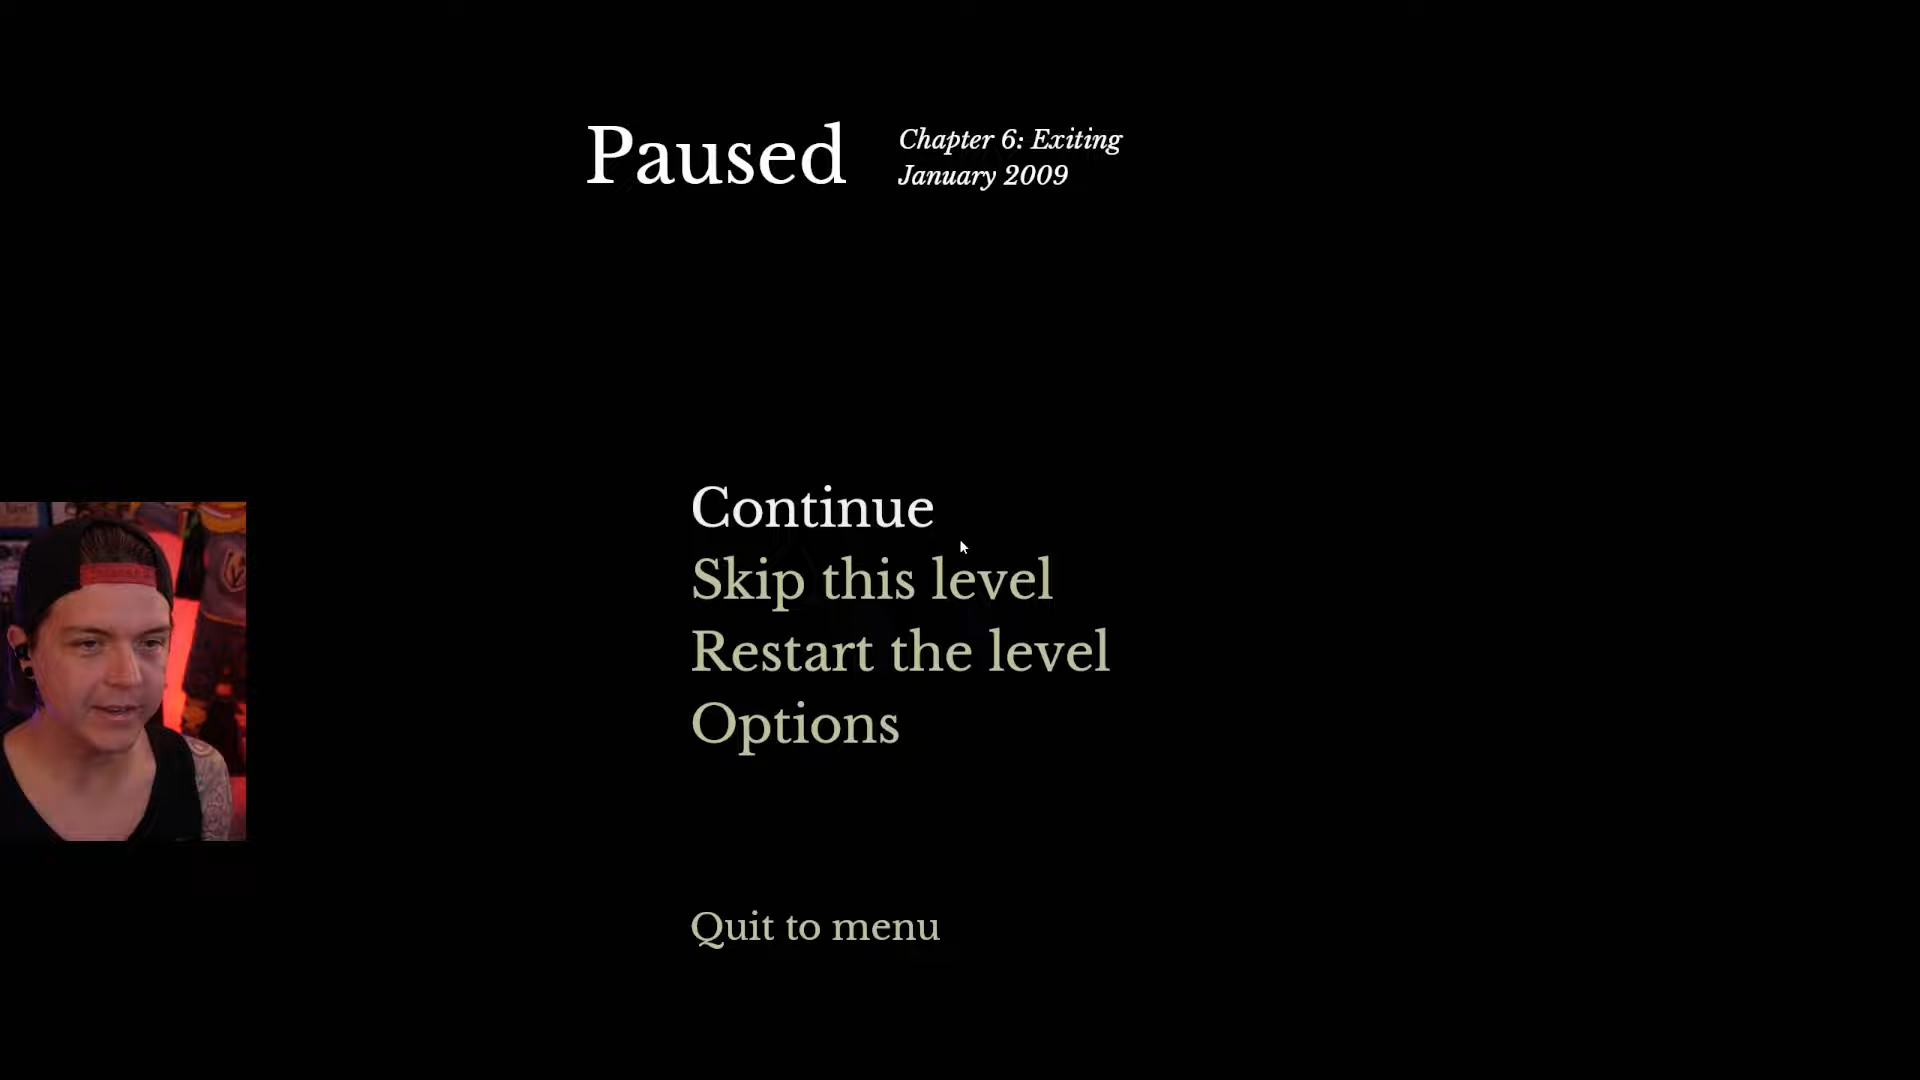 Paused
Chapter 6: Exiting
January 2009
Continue
Skip this level
Restart the level
Options
Quit to menu